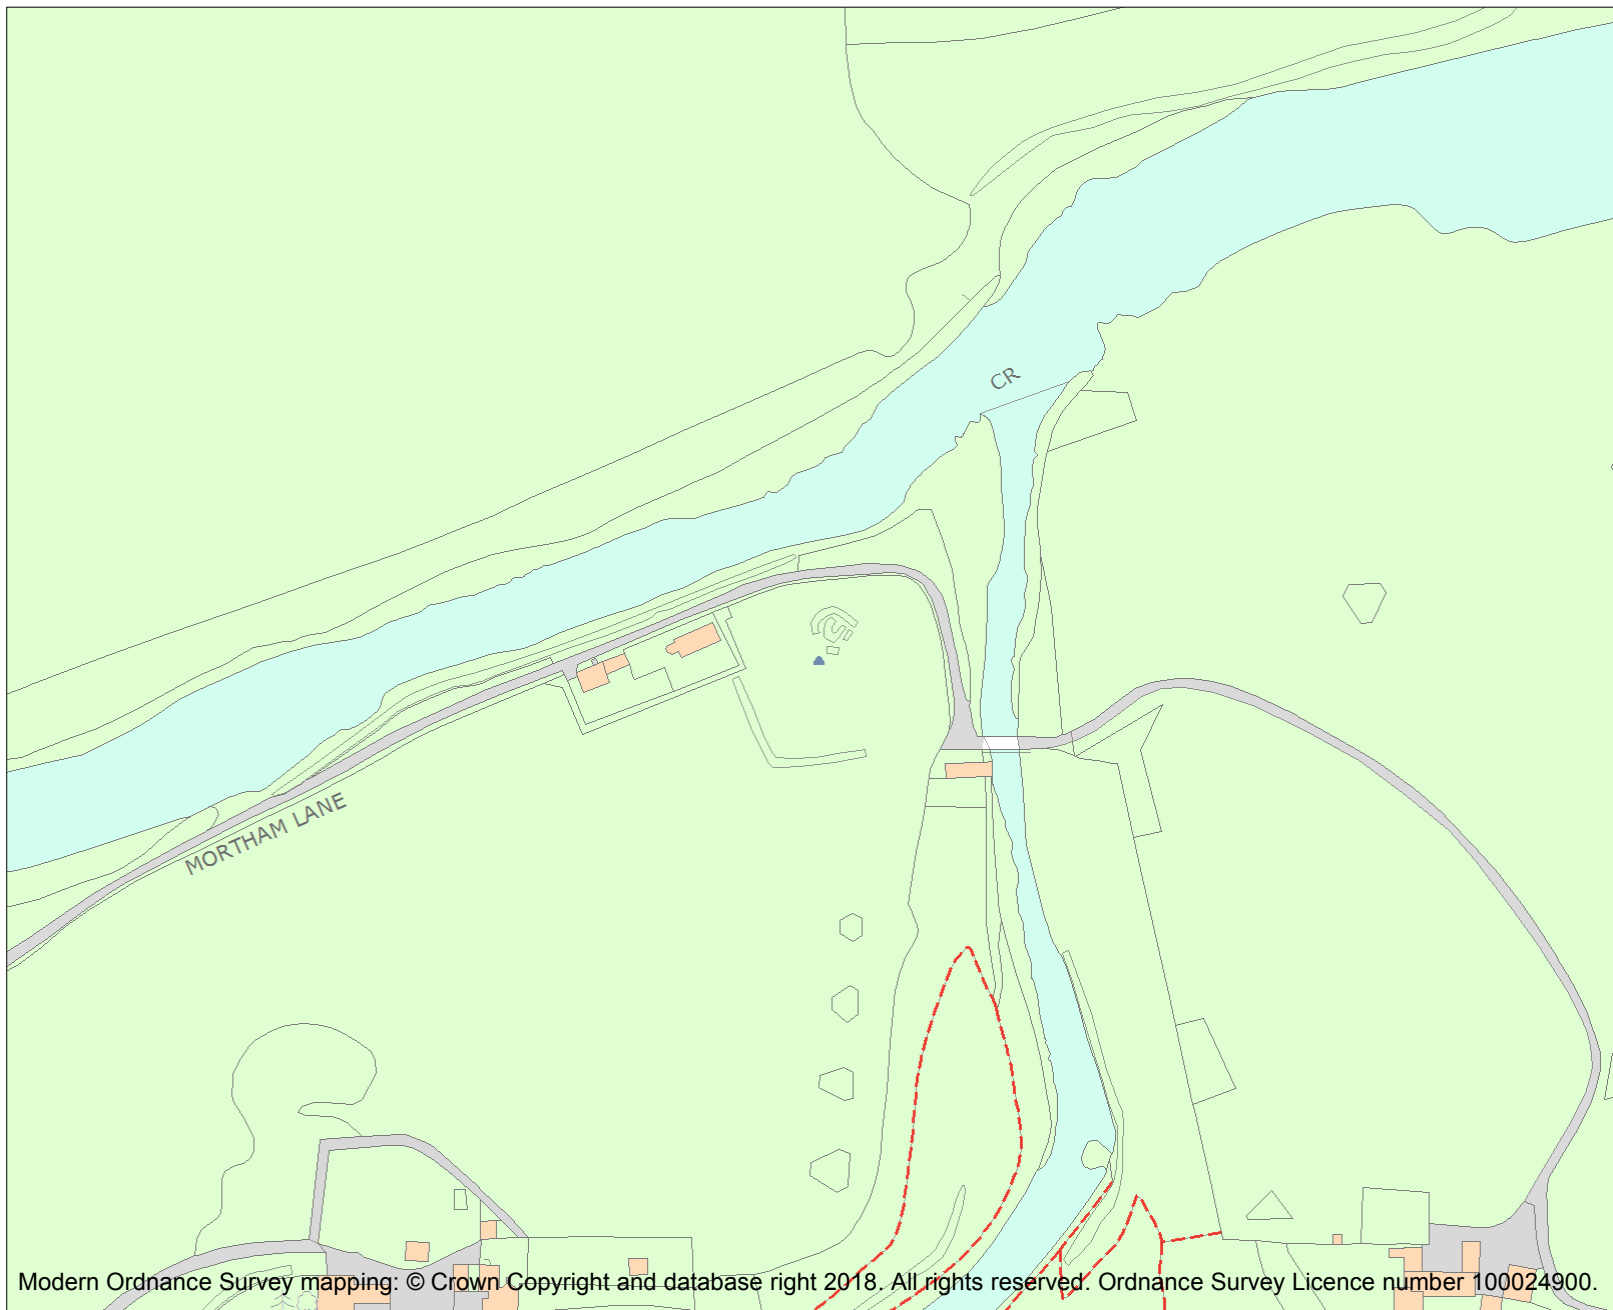 CR
MORTHAM LANE
Modern Ordnance Survey mapping: © Crown Copyright and database right 2018. All rights reserved. Ordnance Survey Licence number 100024900.